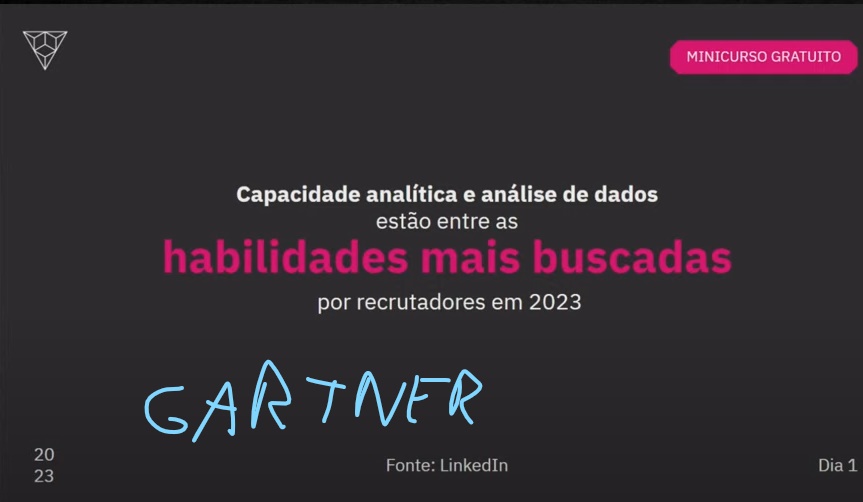 MINICURSO GRATUITO
Capacidade analítica e análise de dados
estão entre as
habilidades mais buscadas
por recrutadores em 2023
GARTNER
20
23
Fonte: LinkedIn
Dia 1